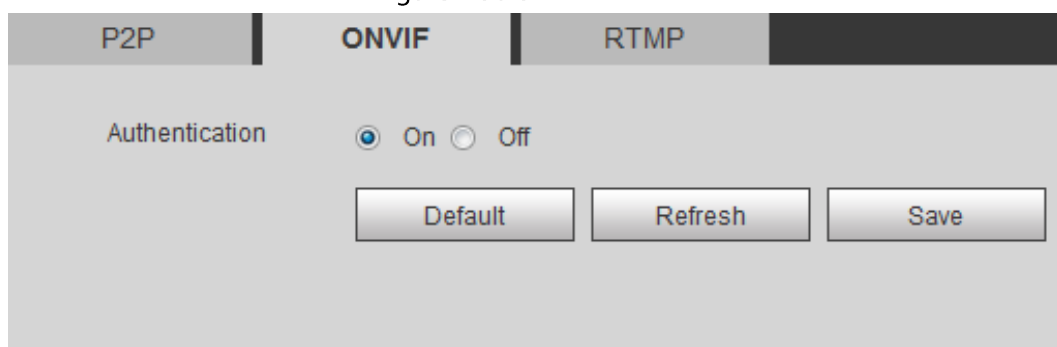 P2P ONVIF RTMP
Authentication On Off
Default Refresh Save